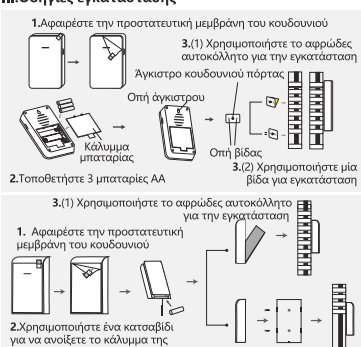 III.Οδηγίες εγκατάστασης
1.Αφαιρέστε την προστατευτική μεμβράνη του κουδουνιού
3.(1) Χρησιμοποιήστε το αφρώδες
αυτοκόλλητο για την εγκατάσταση
Άγκιστρο κουδουνιού πόρτας
Οπή άγκιστρου
Κάλυμμα
μπαταρίας
Οπή βίδας
2.Τοποθετήστε 3 μπαταρίες AA
3.(2) Χρησιμοποιήστε μία
βίδα για εγκατάσταση
3.(1) Χρησιμοποιήστε το αφρώδες αυτοκόλλητο
για την εγκατάσταση
1. Αφαιρέστε την προστατευτική
μεμβράνη του κουδουνιού
2.Χρησιμοποιήστε ένα κατσαβίδι
για να ανοίξετε το κάλυμμα της